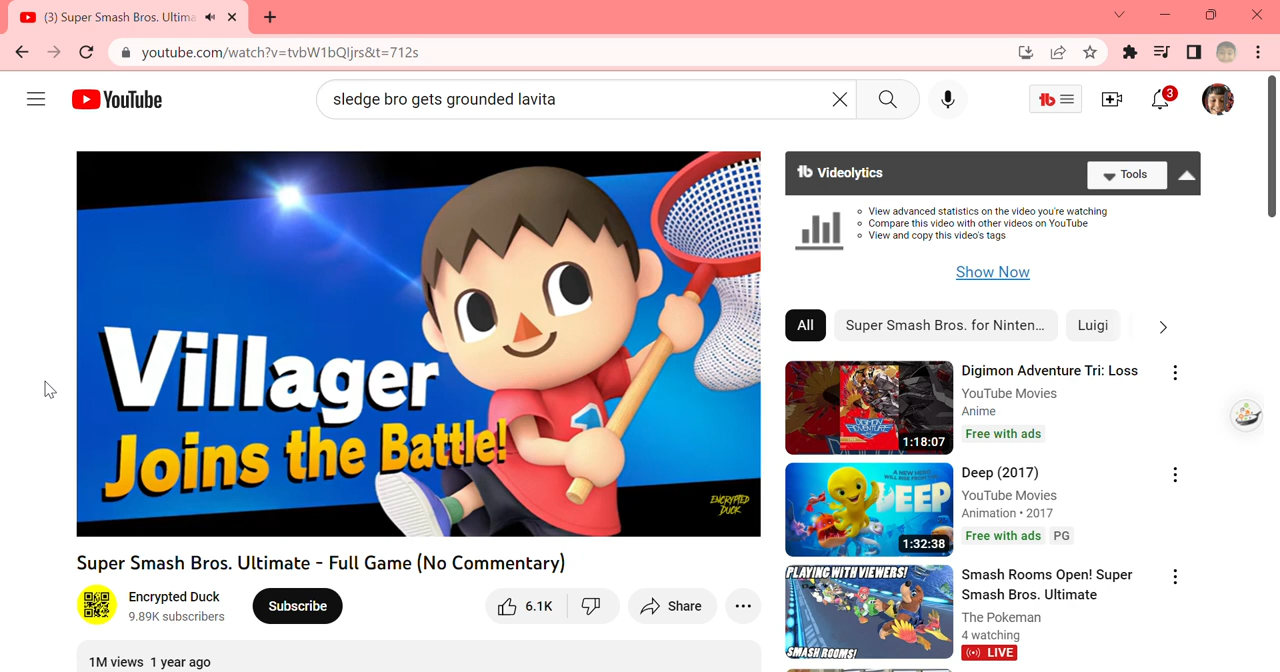 (3) Super Smash Bros. Ultima
youtube.com/watch?v=tvbW1bQIjrs&t=712s
YouTube
sledge bro gets grounded lavita
3
Villager
Joins the Battle!
ENCRYPTED
DUCK
Super Smash Bros. Ultimate - Full Game (No Commentary)
Encrypted Duck
9.89K subscribers
Subscribe
6.1K
Share
1M views 1 year ago
Videolytics
Tools
View advanced statistics on the video you're watching
Compare this video with other videos on YouTube
View and copy this video's tags
Show Now
All
Super Smash Bros. for Ninten...
Luigi
DIGIMON
ADVENTURE
1:18:07
Digimon Adventure Tri: Loss
YouTube Movies
Anime
Free with ads
DEEP
1:32:38
Deep (2017)
YouTube Movies
Animation • 2017
Free with ads
PG
PLAYING WITH VIEWERS!
SMASH ROOMS!
Smash Rooms Open! Super
Smash Bros. Ultimate
The Pokeman
4 watching
LIVE